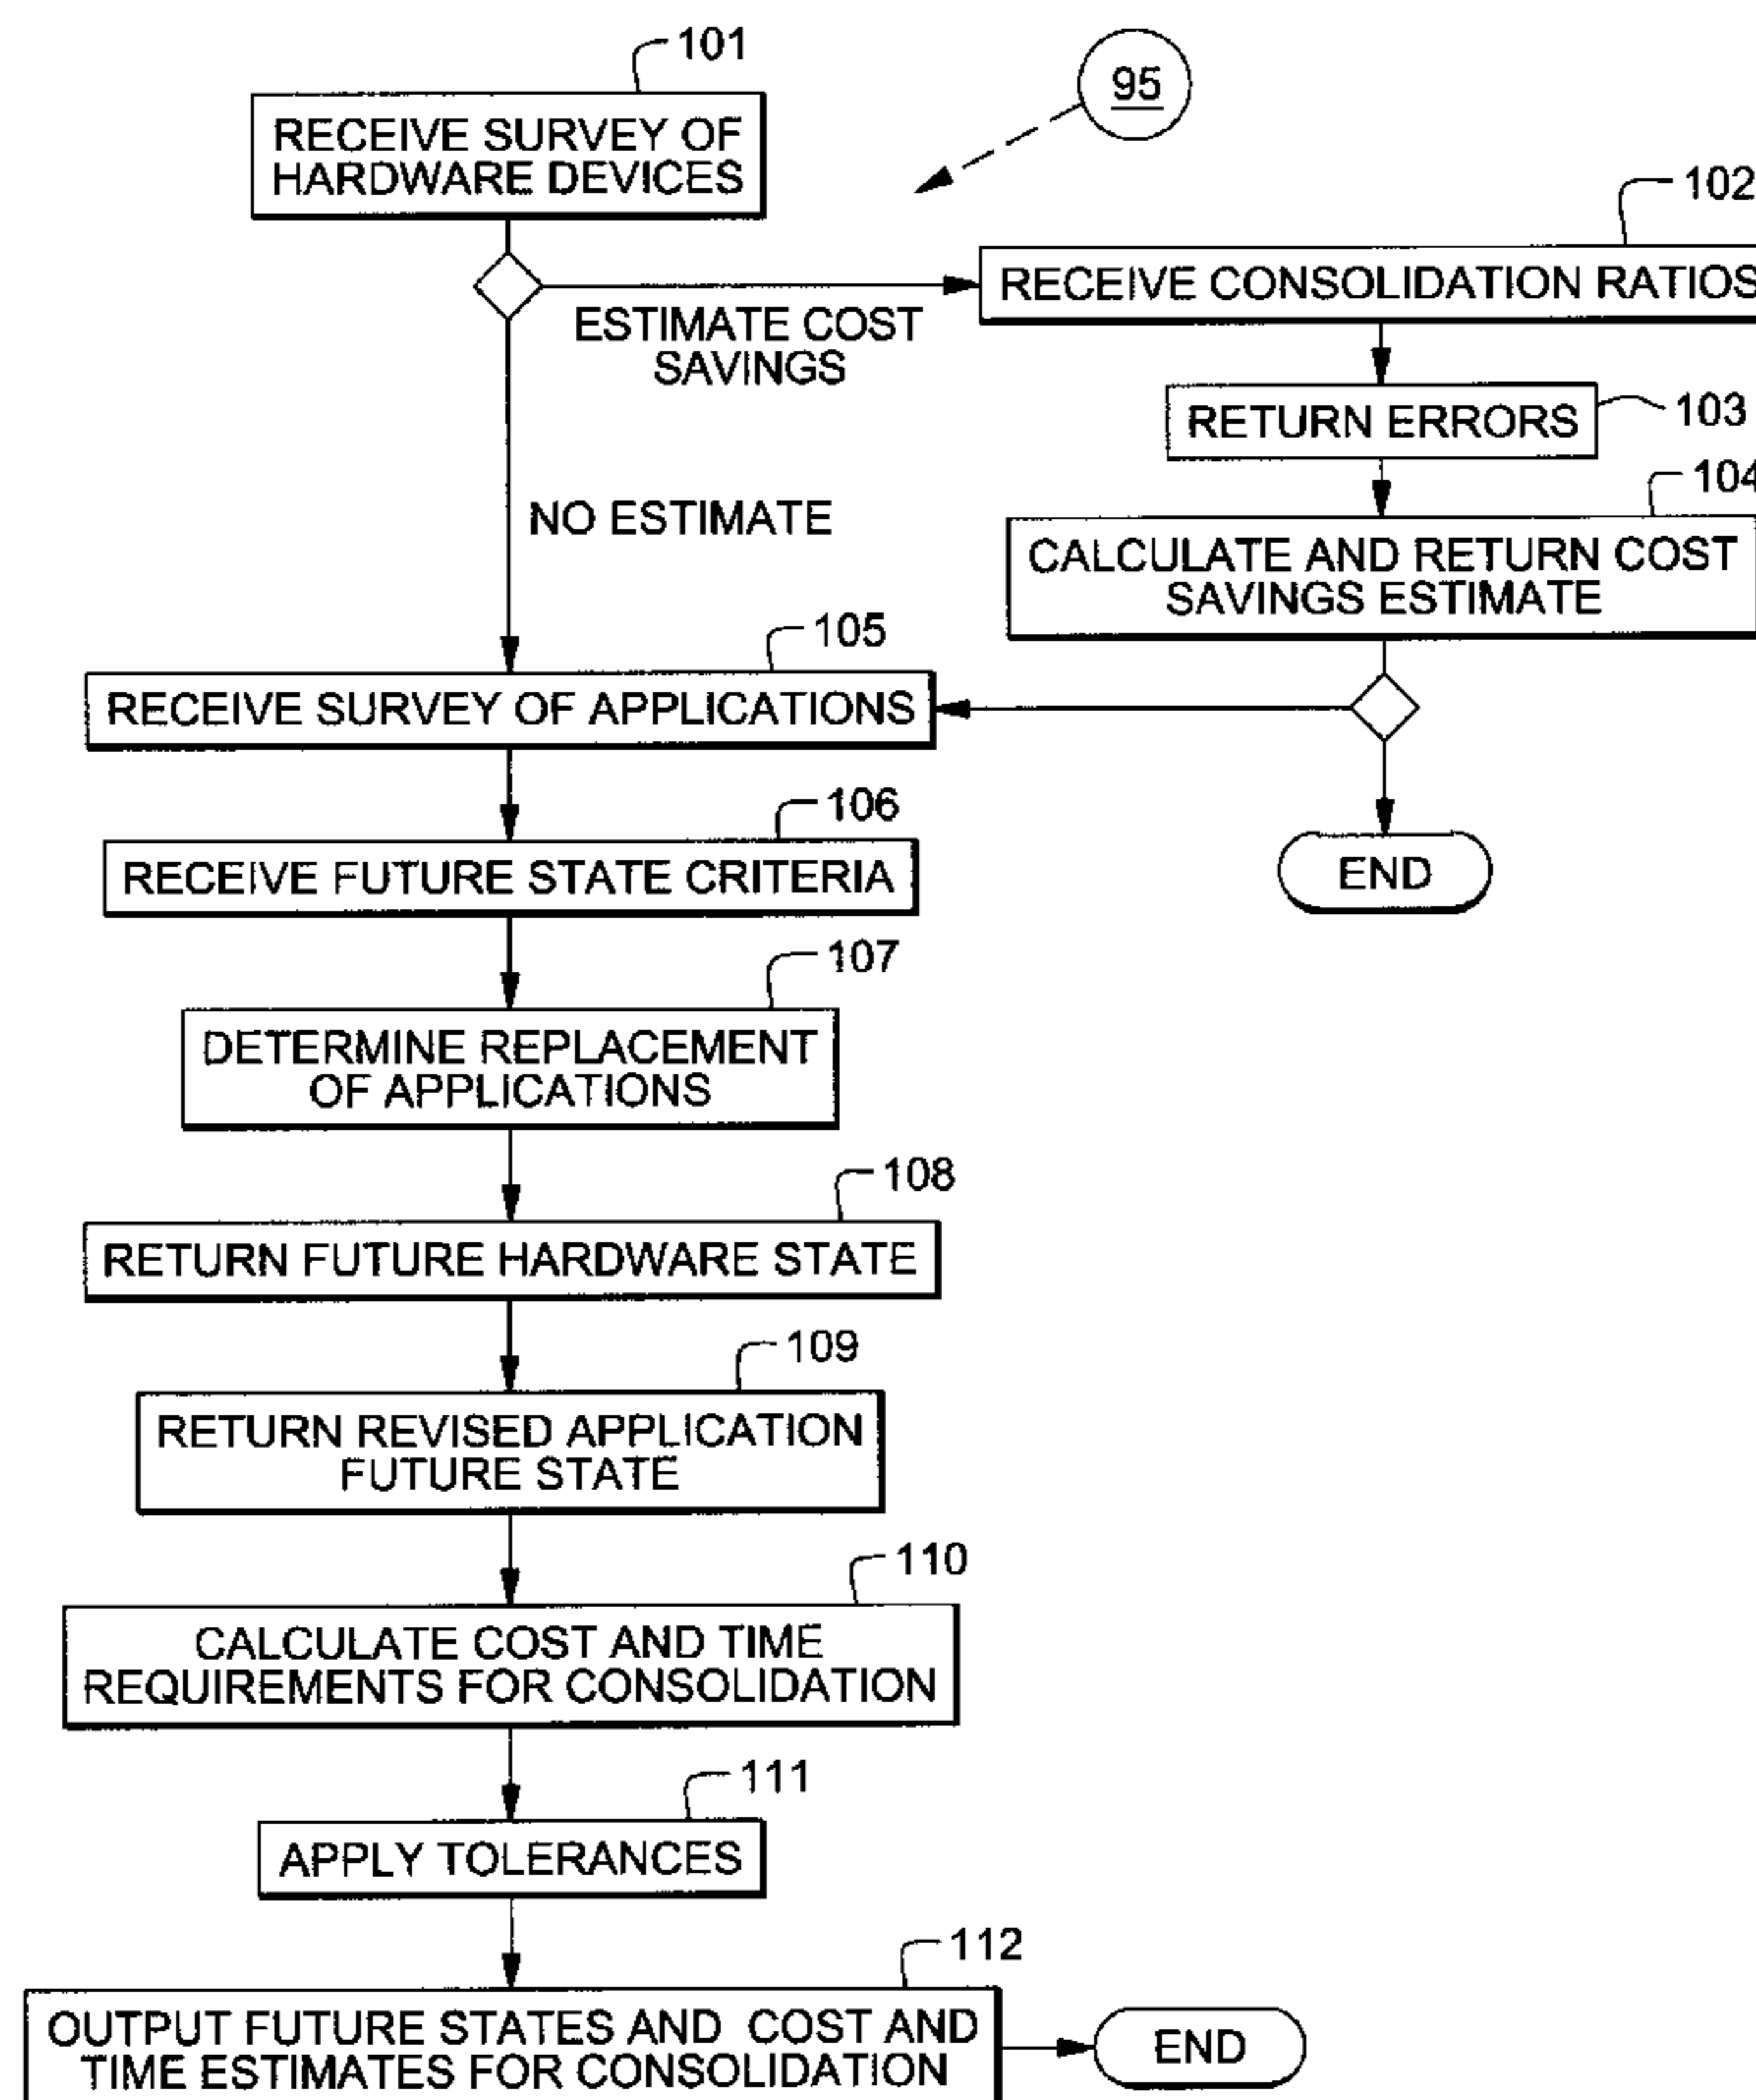 101
95
RECEIVE SURVEY OF
HARDWARE DEVICES
102
RECEIVE CONSOLIDATION RATIOS
ESTIMATE COST
SAVINGS
RETURN ERRORS
103
104
NO ESTIMATE
CALCULATE AND RETURN COST
SAVINGS ESTIMATE
105
RECEIVE SURVEY OF APPLICATIONS
106
RECEIVE FUTURE STATE CRITERIA
END
107
DETERMINE REPLACEMENT
OF APPLICATIONS
108
RETURN FUTURE HARDWARE STATE
109
RETURN REVISED APPLICATION
FUTURE STATE
110
CALCULATE COST AND TIME
REQUIREMENTS FOR CONSOLIDATION
111
APPLY TOLERANCES
112
OUTPUT FUTURE STATES AND COST AND
TIME ESTIMATES FOR CONSOLIDATION
END